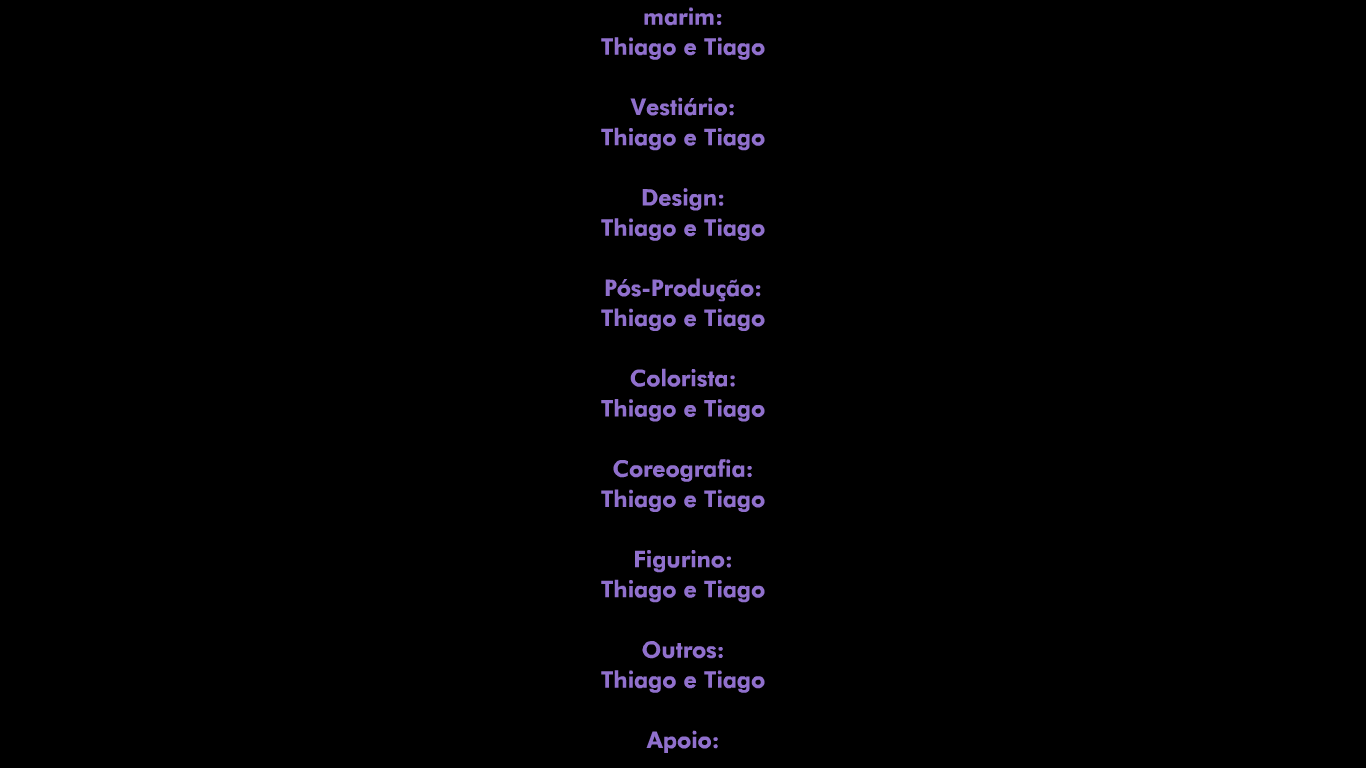 marim:
Thiago e Tiago
Vestiário:
Thiago e Tiago
Design:
Thiago e Tiago
Pós-Produção:
Thiago e Tiago
Colorista:
Thiago e Tiago
Coreografia:
Thiago e Tiago
Figurino:
Thiago e Tiago
Outros:
Thiago e Tiago
Apoio: